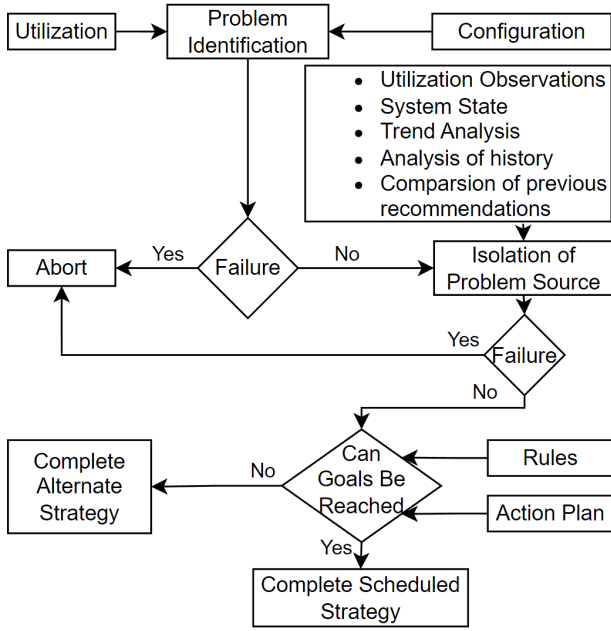 Utilization
Problem
Identification
Configuration
• Utilization Observations
• System State
• Trend Analysis
• Analysis of history
• Comparsion of previous
recommendations
Abort
Yes
Failure
No
Isolation of
Problem Source
Yes
Failure
No
Complete
Alternate
Strategy
No
Can
Goals Be
Reached
Rules
Action Plan
Yes
Complete Scheduled
Strategy